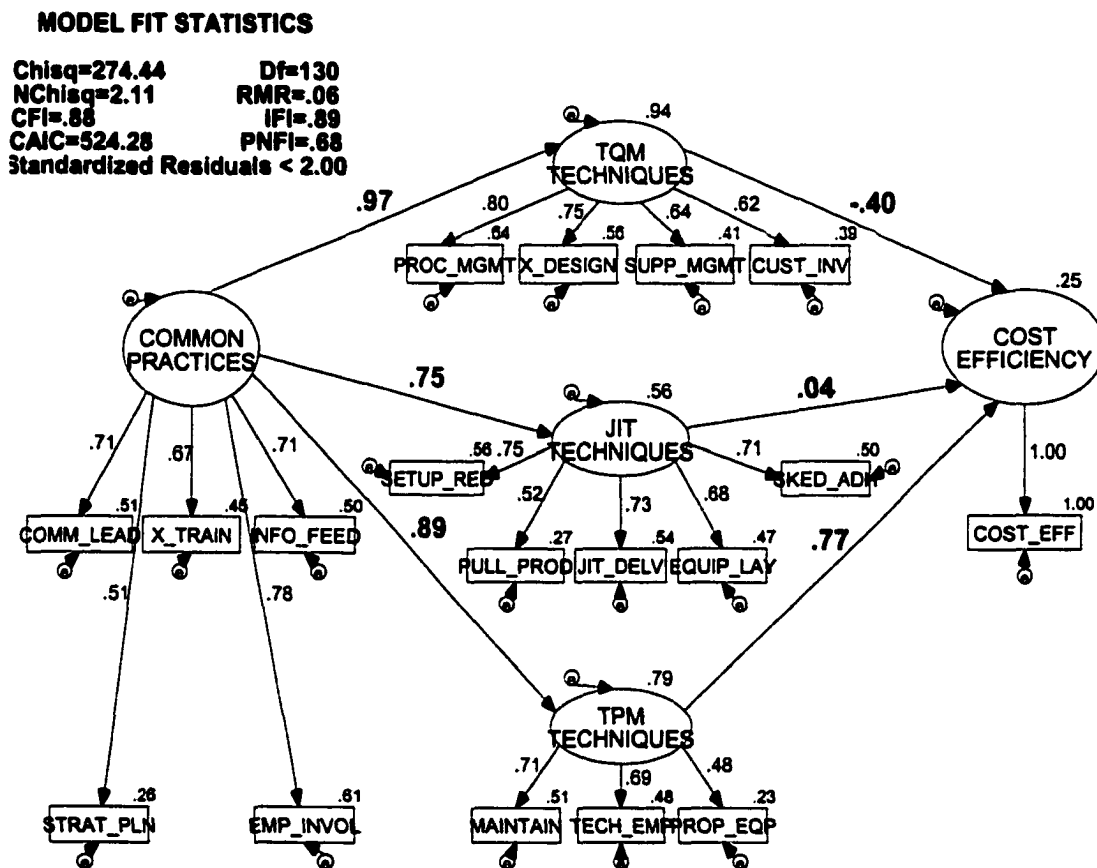 MODEL FIT STATISTICS
Chisq=274.44 Df=130
NChisq=2.11 RMR=.06
CFI=.88 IFI=.89
CAIC=524.28 PNFI=.68
Standardized Residuals < 2.00
e .94
TQM
TECHNIQUES
.97
-.40
.80 .75 .64 .62
.64 .56 .41 .39
PROC_MGMT X_DESIGN SUPP_MGMT CUST_INV
e e e e
e
COMMON
PRACTICES
e .25
COST
EFFICIENCY
.75
.04
e .56
JIT
TECHNIQUES
.71 .67 .71
.56 .75 .71 .50
e SETUP_RED SKED_ADH e
.52 .73 .68
1.00
.51 .45 .50
COMM_LEAD X_TRAIN INFO_FEED
e e e
.89
.77
1.00
COST_EFF
e
.27 .54 .47
PULL_PROD JIT_DELV EQUIP_LAY
e e e
.51 .78
e .79
TPM
TECHNIQUES
.71 .69 .48
.26 .61 .51 .48 .23
STRAT_PLN EMP_INVOL MAINTAIN TECH_EMP PROP_EQP
e e e e e